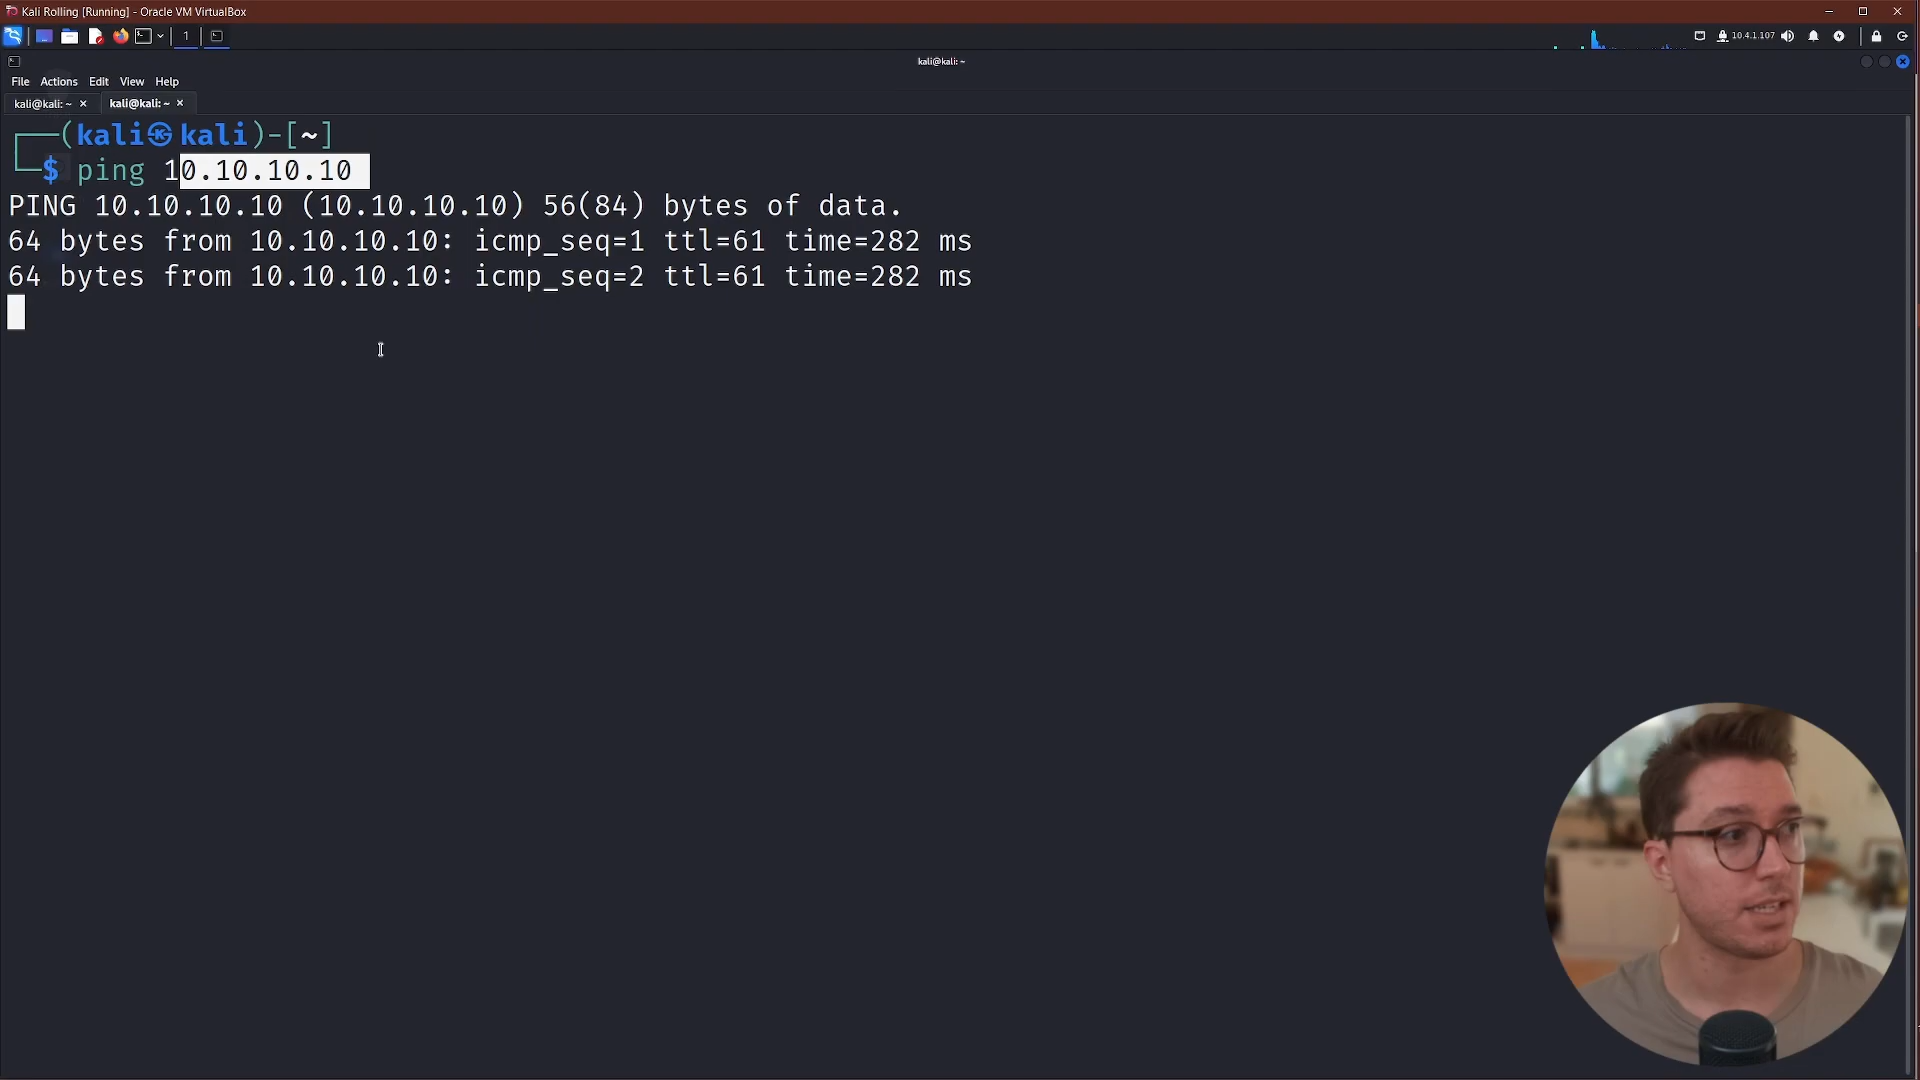 Kali Rolling [Running] - Oracle VM VirtualBox
1
10.4.1.107
kali@kali: ~
File Actions Edit View Help
kali@kali: ~ × kali@kali: ~ ×
(kali㉿kali)-[~]
$ ping 10.10.10.10
PING 10.10.10.10 (10.10.10.10) 56(84) bytes of data.
64 bytes from 10.10.10.10: icmp_seq=1 ttl=61 time=282 ms
64 bytes from 10.10.10.10: icmp_seq=2 ttl=61 time=282 ms